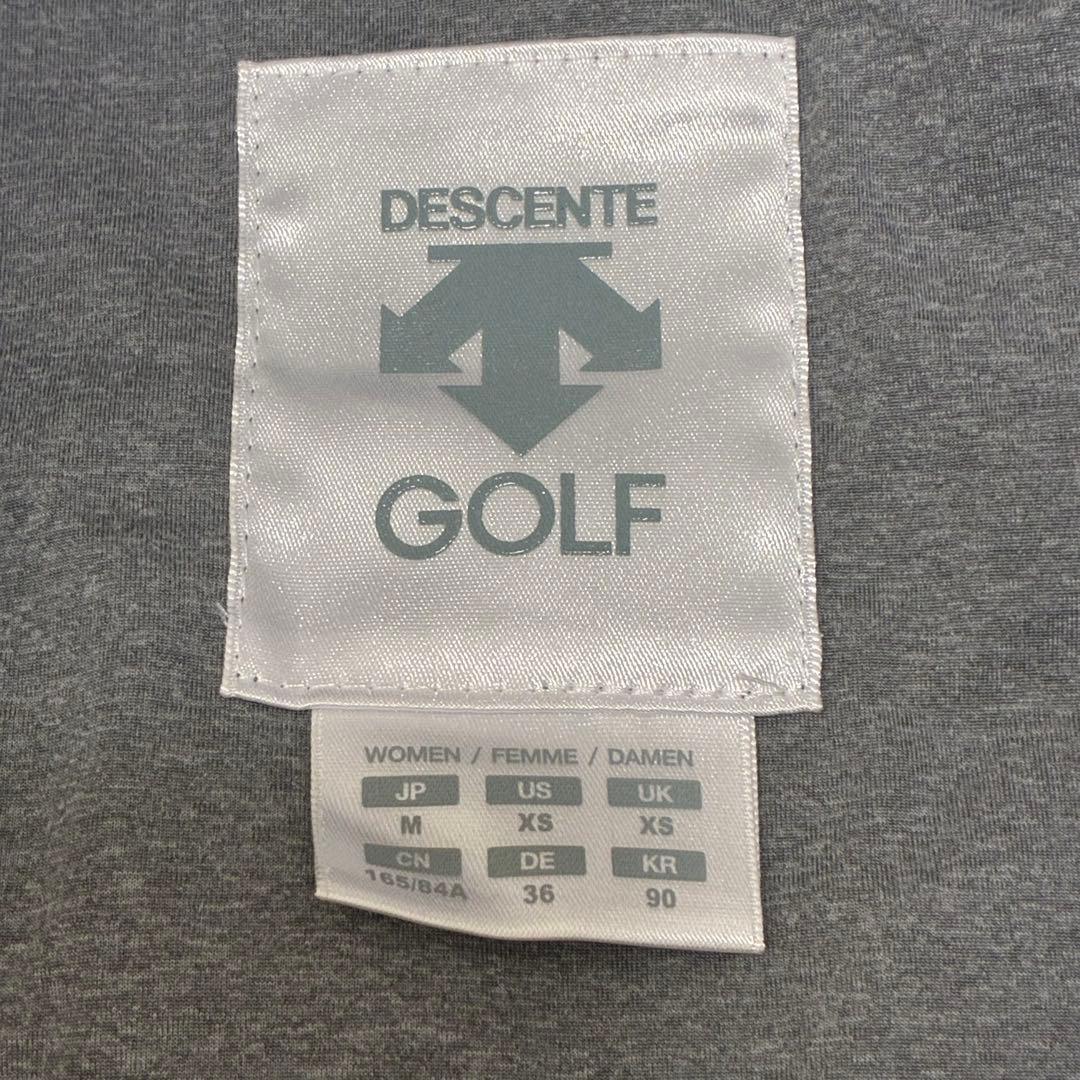 DESCENTE
GOLF
WOMEN / FEMME / DAMEN
JP US UK
M XS XS
CN DE KR
165/84A 36 90